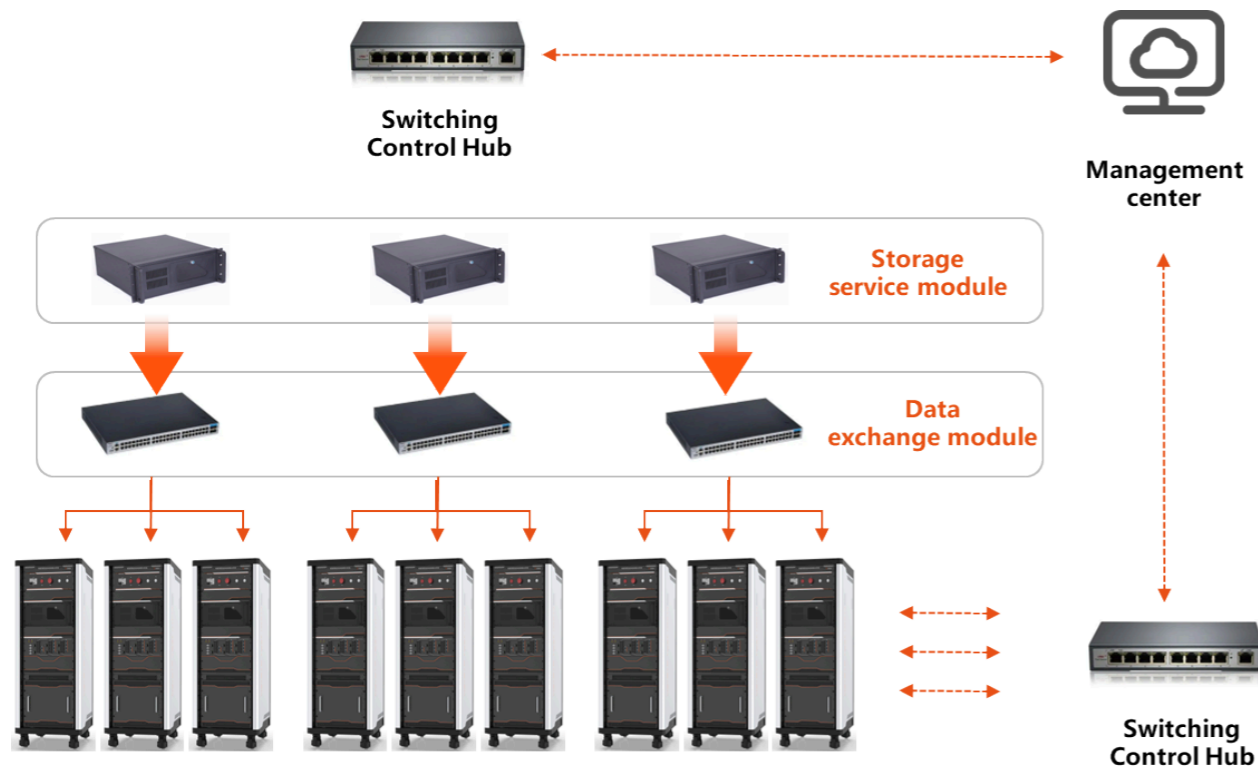 Switching
Control Hub
Management
center
Storage
service module
Data
exchange module
Switching
Control Hub